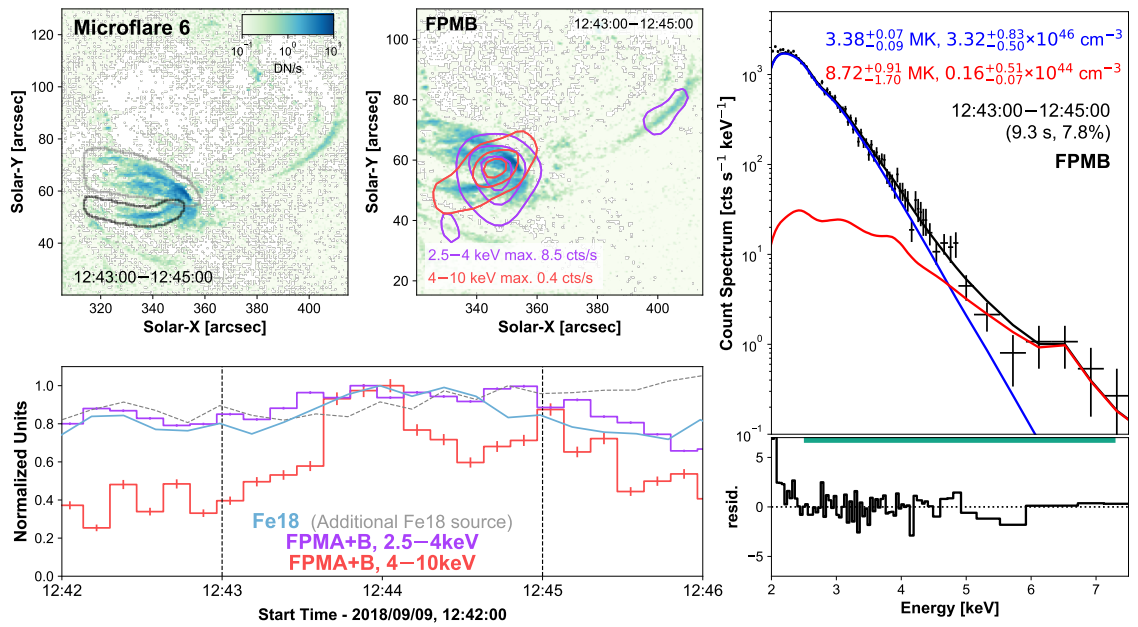 Microflare 6
10⁻¹ 10⁰ 10¹
DN/s
120
100
80
60
40
Solar-Y [arcsec]
12:43:00−12:45:00
320 340 360 380 400
Solar-X [arcsec]
FPMB
12:43:00−12:45:00
100
80
60
40
20
Solar-Y [arcsec]
2.5−4 keV max. 8.5 cts/s
4−10 keV max. 0.4 cts/s
340 360 380 400
Solar-X [arcsec]
1.0
0.8
0.6
0.4
0.2
0.0
Normalized Units
Fe18 (Additional Fe18 source)
FPMA+B, 2.5−4keV
FPMA+B, 4−10keV
12:42 12:43 12:44 12:45 12:46
Start Time - 2018/09/09, 12:42:00
3.38+0.07−0.09 MK, 3.32+0.83−0.50×10⁴⁶ cm⁻³
8.72+0.91−1.70 MK, 0.16+0.51−0.07×10⁴⁴ cm⁻³
12:43:00−12:45:00
(9.3 s, 7.8%)
FPMB
10³
10²
10¹
10⁰
10⁻¹
Count Spectrum [cts s⁻¹ keV⁻¹]
5
0
−5
resid.
2 3 4 5 6 7
Energy [keV]